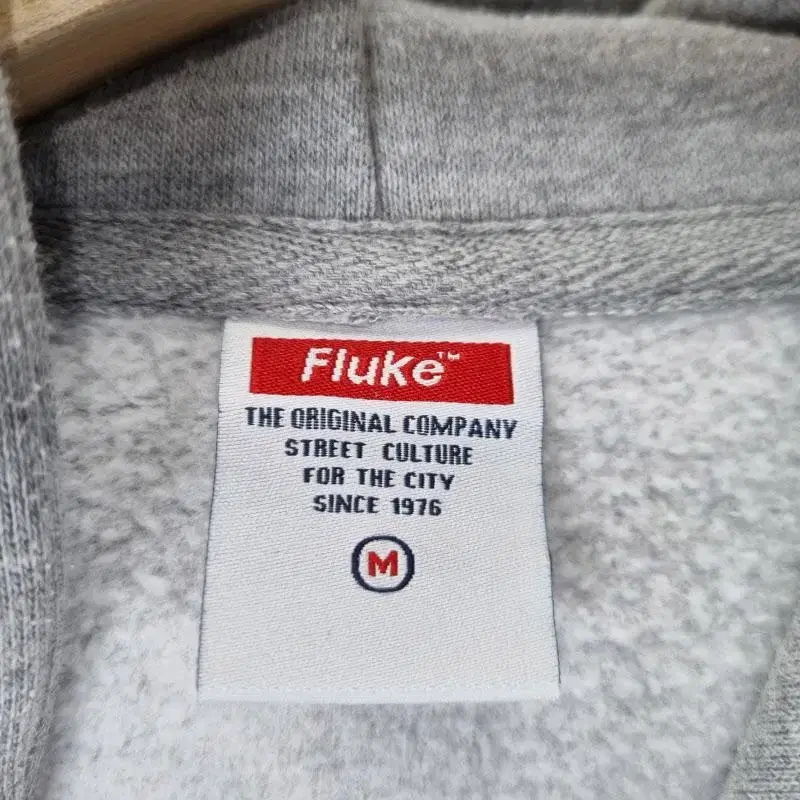 Fluke™
THE ORIGINAL COMPANY
STREET CULTURE
FOR THE CITY
SINCE 1976
M